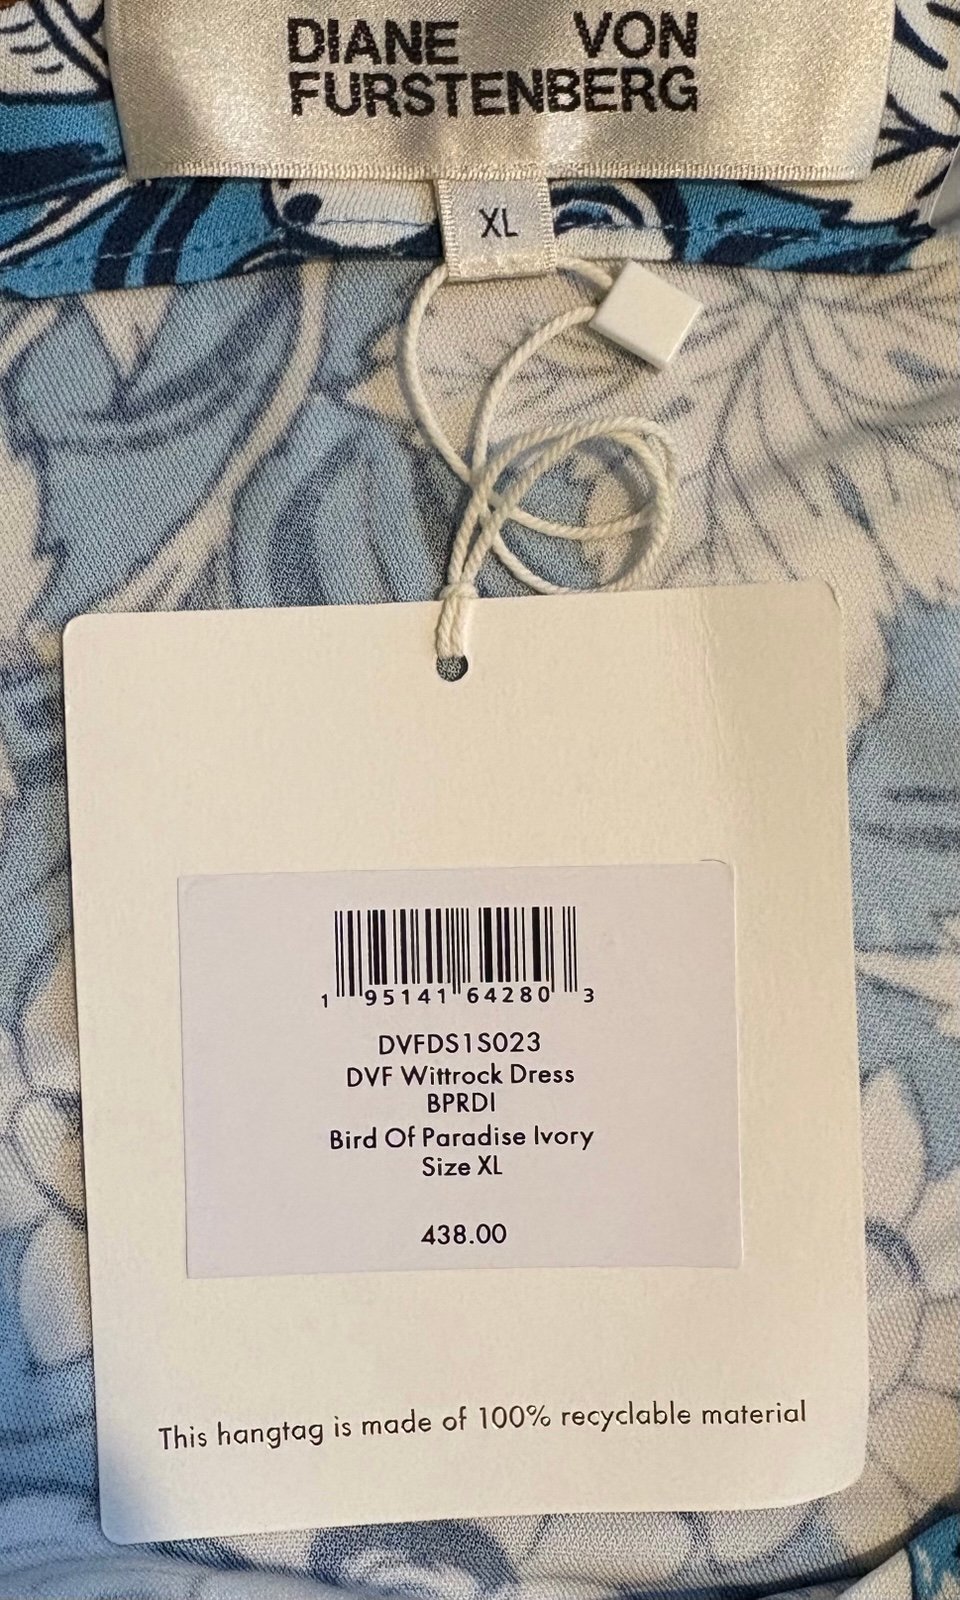 DIANE VON
FURSTENBERG
XL
1 95141 64280 3
DVFDS1S023
DVF Wittrock Dress
BPRDI
Bird Of Paradise Ivory
Size XL
438.00
This hangtag is made of 100% recyclable material